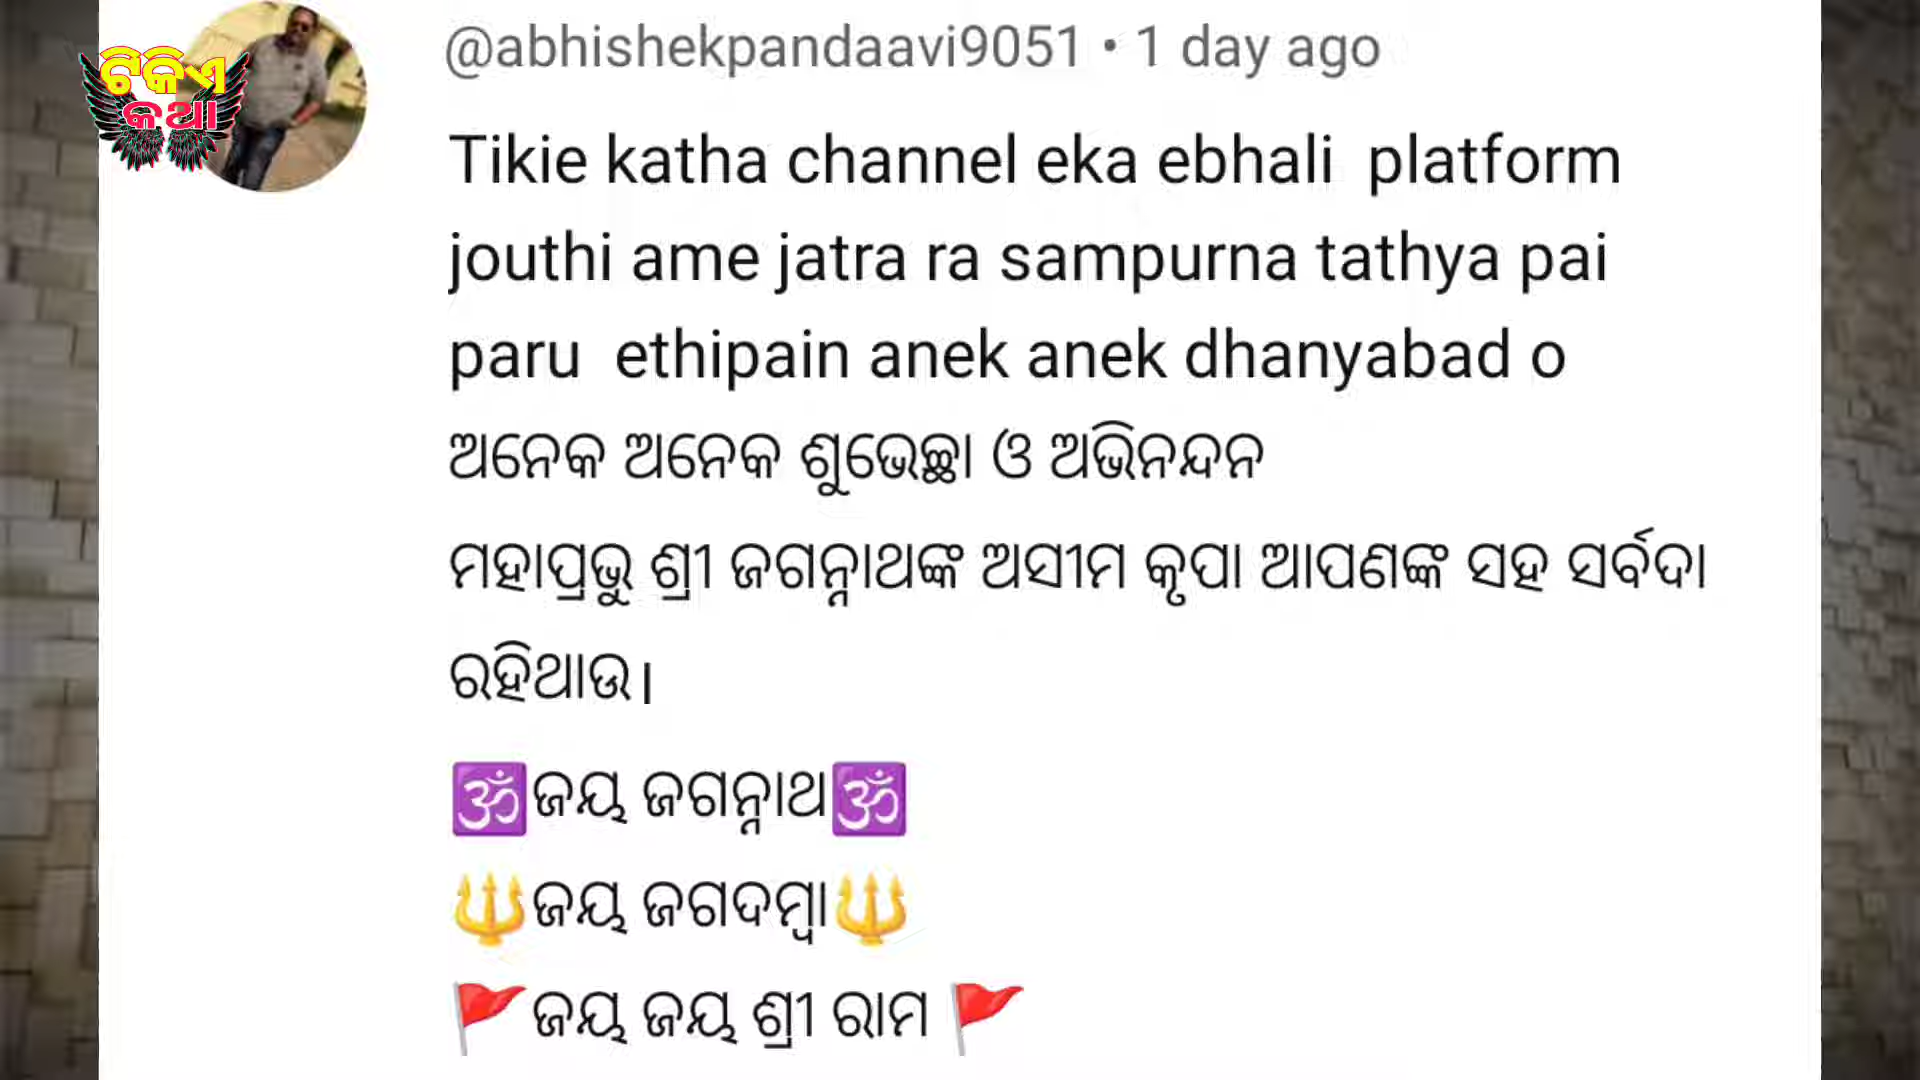 ଟିକିଏ
କଥା
@abhishekpandaavi9051 • 1 day ago
Tikie katha channel eka ebhali platform
jouthi ame jatra ra sampurna tathya pai
paru ethipain anek anek dhanyabad o
ଅନେକ ଅନେକ ଶୁଭେଚ୍ଛା ଓ ଅଭିନନ୍ଦନ
ମହାପ୍ରଭୁ ଶ୍ରୀ ଜଗନ୍ନାଥଙ୍କ ଅସୀମ କୃପା ଆପଣଙ୍କ ସହ ସର୍ବଦା
ରହିଥାଉ।
🕉️ଜୟ ଜଗନ୍ନାଥ🕉️
🔱ଜୟ ଜଗଦମ୍ବା🔱
🚩ଜୟ ଜୟ ଶ୍ରୀ ରାମ 🚩